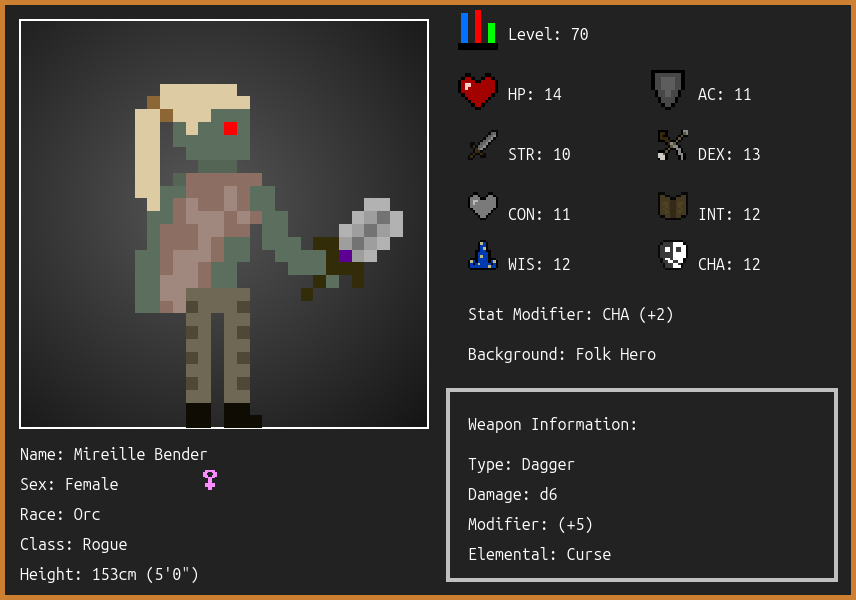 Level: 70
HP: 14
AC: 11
STR: 10
DEX: 13
CON: 11
INT: 12
WIS: 12
CHA: 12
Stat Modifier: CHA (+2)
Background: Folk Hero
Weapon Information:
Type: Dagger
Damage: d6
Modifier: (+5)
Elemental: Curse
Name: Mireille Bender
Sex: Female
Race: Orc
Class: Rogue
Height: 153cm (5'0")